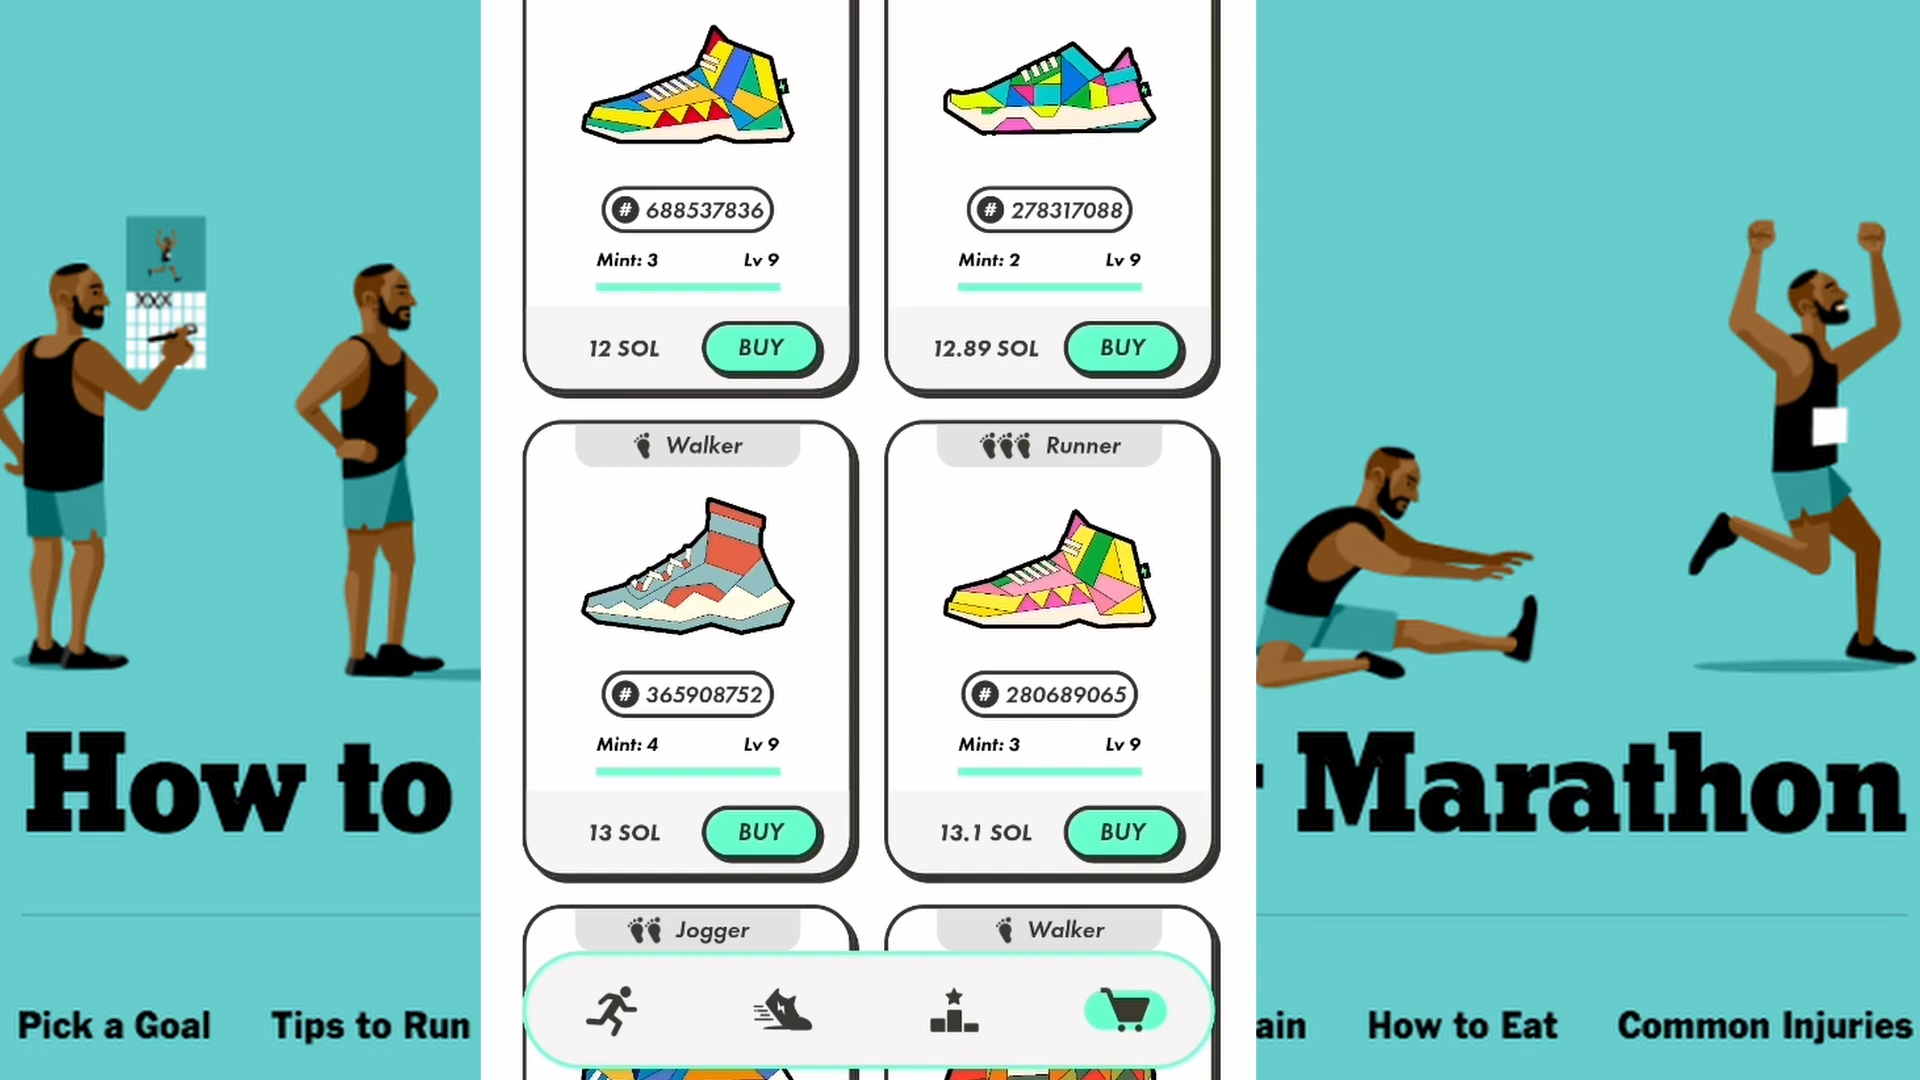 # 688537836
Mint: 3 Lv 9
12 SOL BUY
# 278317088
Mint: 2 Lv 9
12.89 SOL BUY
XXX
Walker
# 365908752
Mint: 4 Lv 9
13 SOL BUY
Runner
# 280689065
Mint: 3 Lv 9
13.1 SOL BUY
How to
Marathon
Jogger
Walker
Pick a Goal
Tips to Run
How to Eat
Common Injuries